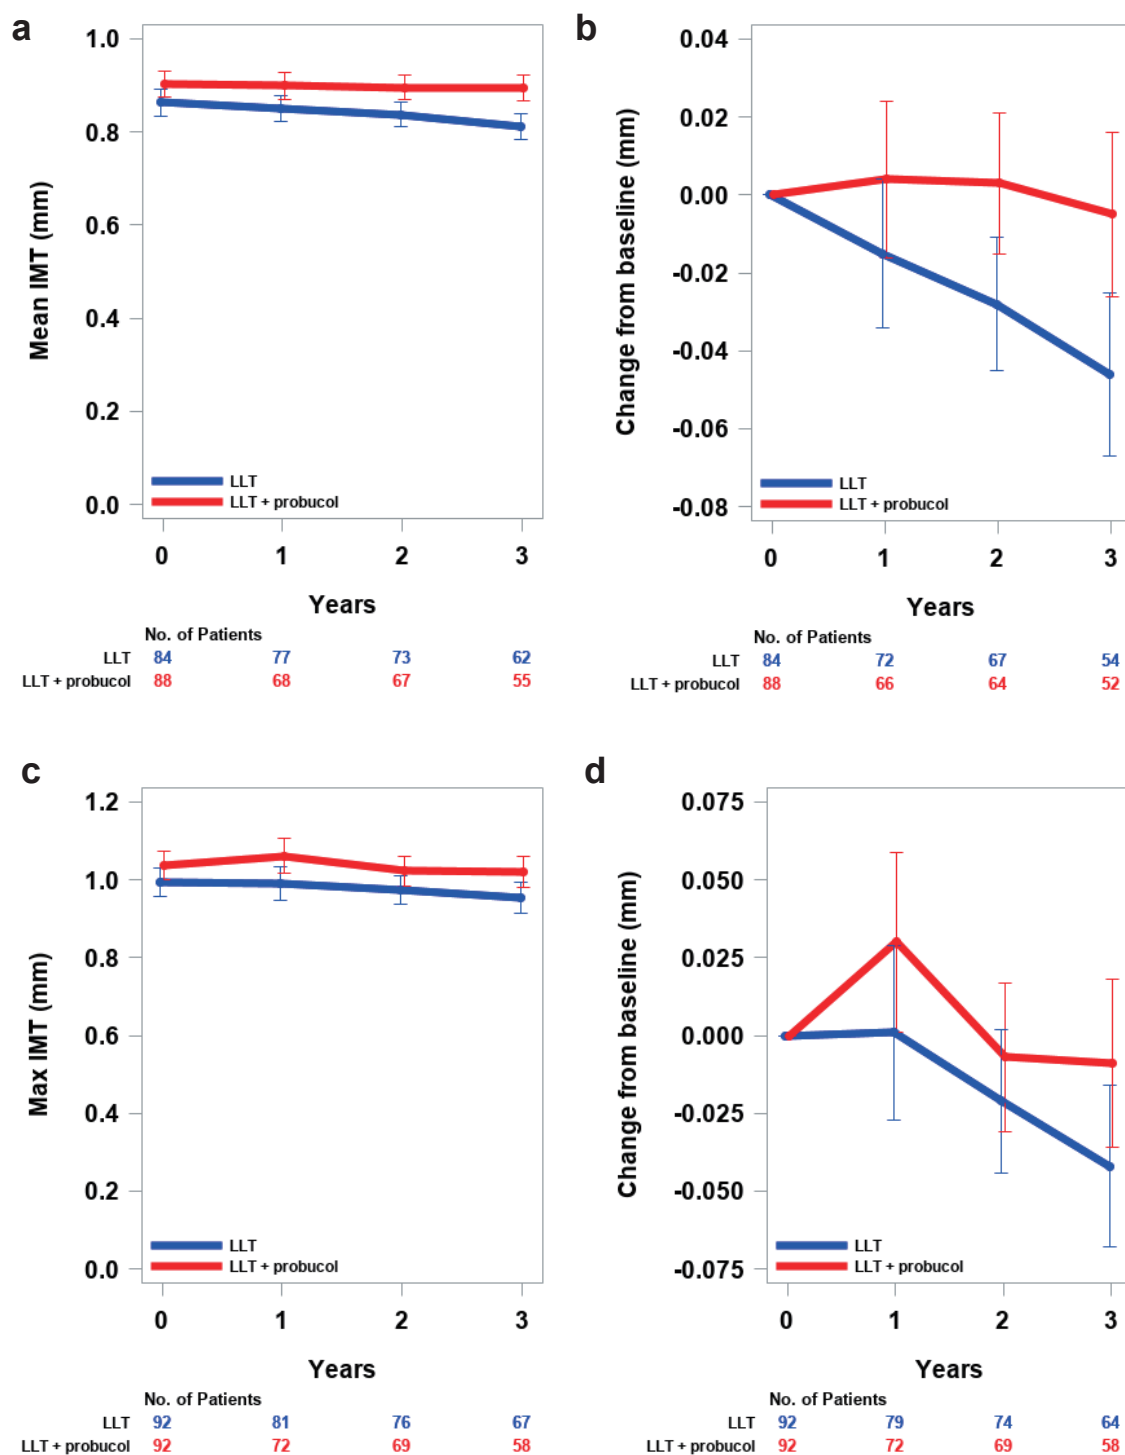 a
1.0
0.8
0.6
0.4
0.2
0.0
Mean IMT (mm)
LLT
LLT + probucol
0 1 2 3
Years
No. of Patients
LLT 84 77 73 62
LLT + probucol 88 68 67 55
b
0.04
0.02
0.00
-0.02
-0.04
-0.06
-0.08
Change from baseline (mm)
LLT
LLT + probucol
0 1 2 3
Years
No. of Patients
LLT 84 72 67 54
LLT + probucol 88 66 64 52
c
1.2
1.0
0.8
0.6
0.4
0.2
0.0
Max IMT (mm)
LLT
LLT + probucol
0 1 2 3
Years
No. of Patients
LLT 92 81 76 67
LLT + probucol 92 72 69 58
d
0.075
0.050
0.025
0.000
-0.025
-0.050
-0.075
Change from baseline (mm)
LLT
LLT + probucol
0 1 2 3
Years
No. of Patients
LLT 92 79 74 64
LLT + probucol 92 72 69 58